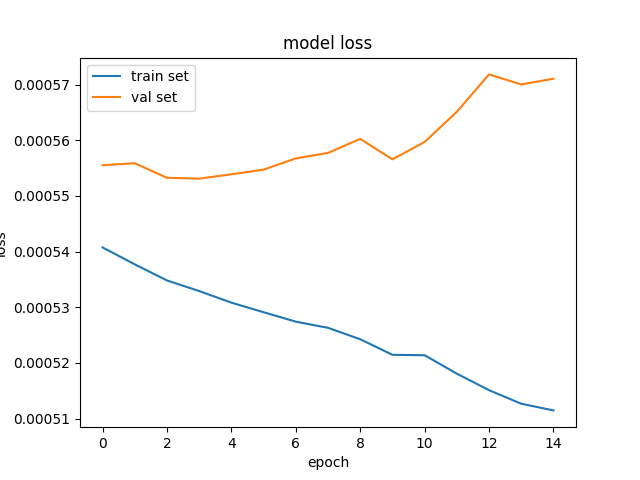 model loss
train set
val set
0.00057
0.00056
0.00055
0.00054
0.00053
0.00052
0.00051
loss
0 2 4 6 8 10 12 14
epoch